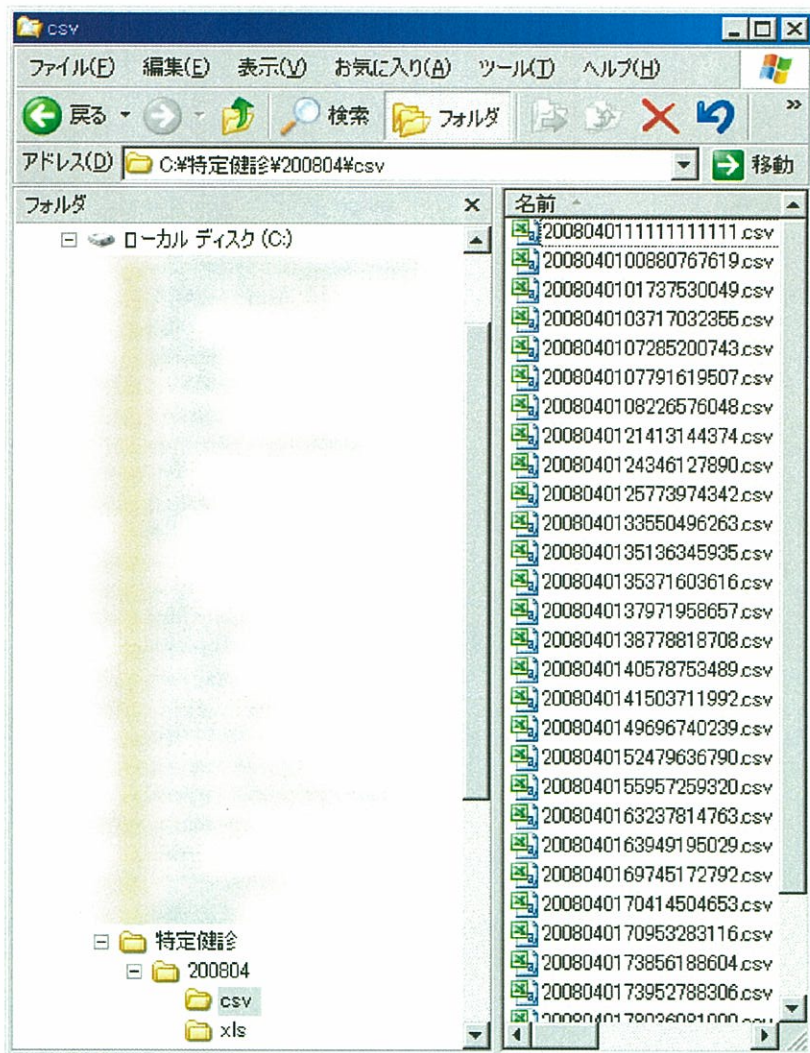 csv
ファイル(F) 編集(E) 表示(V) お気に入り(A) ツール(T) ヘルプ(H)
戻る 検索 フォルダ »
アドレス(D) C:¥特定健診¥200804¥csv 移動
フォルダ × 名前
ローカル ディスク (C:)
特定健診
200804
csv
xls
2008040111111111111.csv
2008040100880767619.csv
2008040101737530049.csv
2008040103717032355.csv
2008040107285200743.csv
2008040107791619507.csv
2008040108226576048.csv
2008040121413144374.csv
2008040124346127890.csv
2008040125773974342.csv
2008040133550496263.csv
2008040135136345935.csv
2008040135371603616.csv
2008040137971958657.csv
2008040138778818708.csv
2008040140578753489.csv
2008040141503711992.csv
2008040149696740239.csv
2008040152479636790.csv
2008040155957259320.csv
2008040163237814763.csv
2008040163949195029.csv
2008040169745172792.csv
2008040170414504653.csv
2008040170953283116.csv
2008040173856188604.csv
2008040173952788306.csv